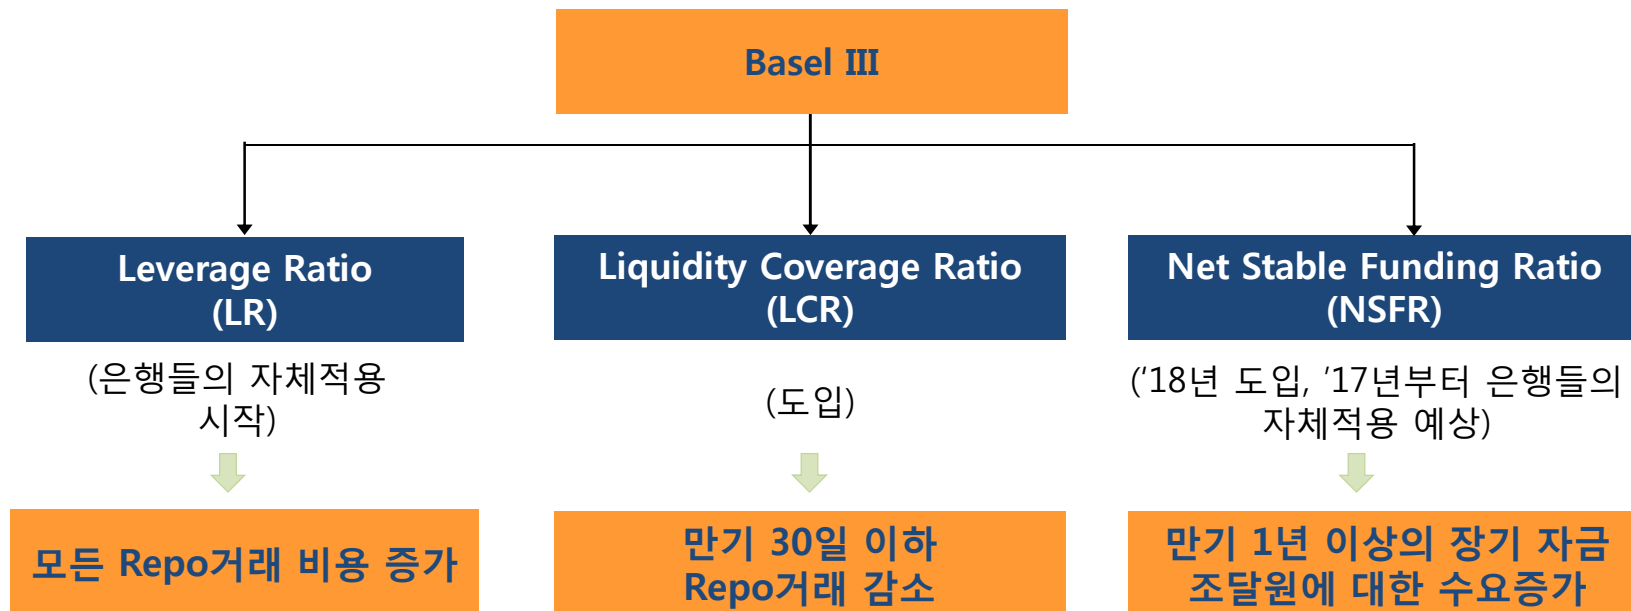 Basel III
Leverage Ratio
(LR)
(은행들의 자체적용
시작)
모든 Repo거래 비용 증가
Liquidity Coverage Ratio
(LCR)
(도입)
만기 30일 이하
Repo거래 감소
Net Stable Funding Ratio
(NSFR)
('18년 도입, '17년부터 은행들의
자체적용 예상)
만기 1년 이상의 장기 자금
조달원에 대한 수요증가